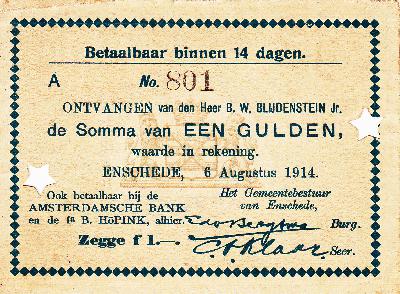 Betaalbaar binnen 14 dagen.
A No. 801
ONTVANGEN van den Heer B. W. BLIJDENSTEIN Jr.
de Somma van EEN GULDEN,
waarde in rekening.
ENSCHEDE, 6 Augustus 1914.
Ook betaalbaar bij de
AMSTERDAMSCHE BANK
en de fa B. HöPINK, alhier.
Zegge f 1.—
Het Gemeentebestuur
van Enschede,
Burg.
Secr.